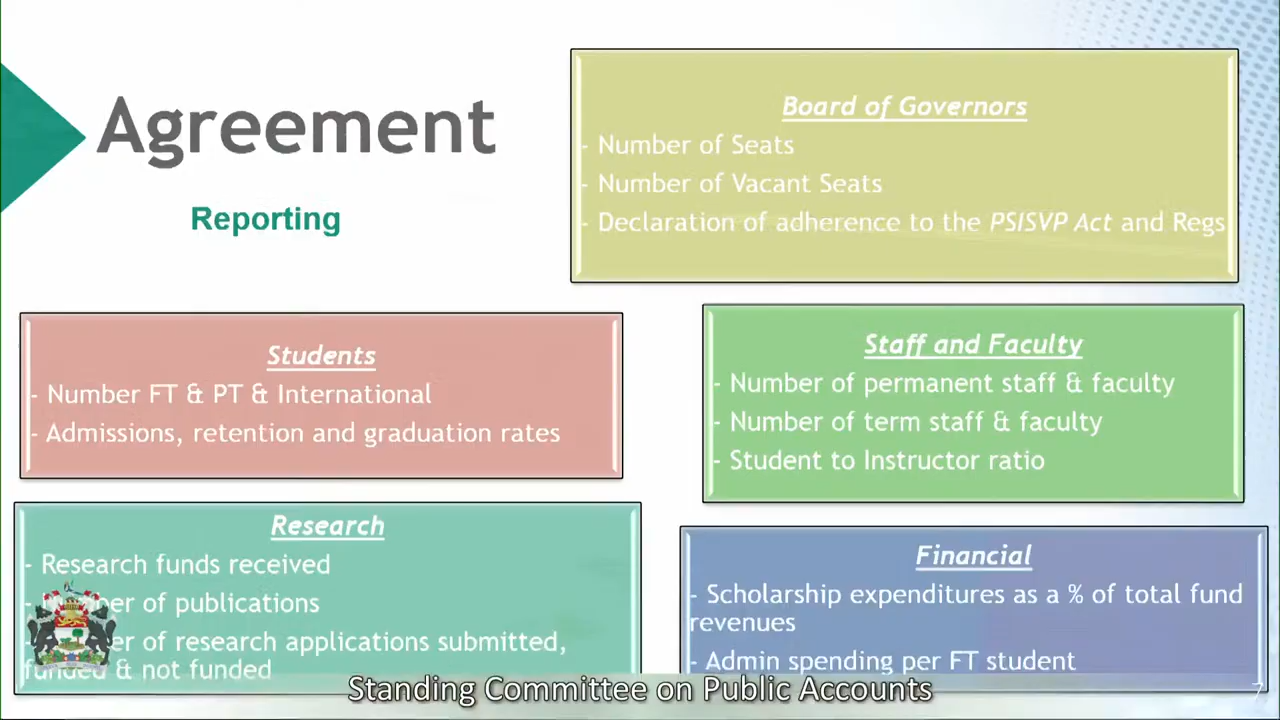 Agreement
Reporting
Board of Governors
- Number of Seats
- Number of Vacant Seats
- Declaration of adherence to the PSISVP Act and Regs
Students
- Number FT & PT & International
- Admissions, retention and graduation rates
Staff and Faculty
- Number of permanent staff & faculty
- Number of term staff & faculty
- Student to Instructor ratio
Research
- Research funds received
of publications
of research applications submitted,
funded & not funded
Financial
- Scholarship expenditures as a % of total fund
revenues
- Admin spending per FT student
Standing Committee on Public Accounts
7